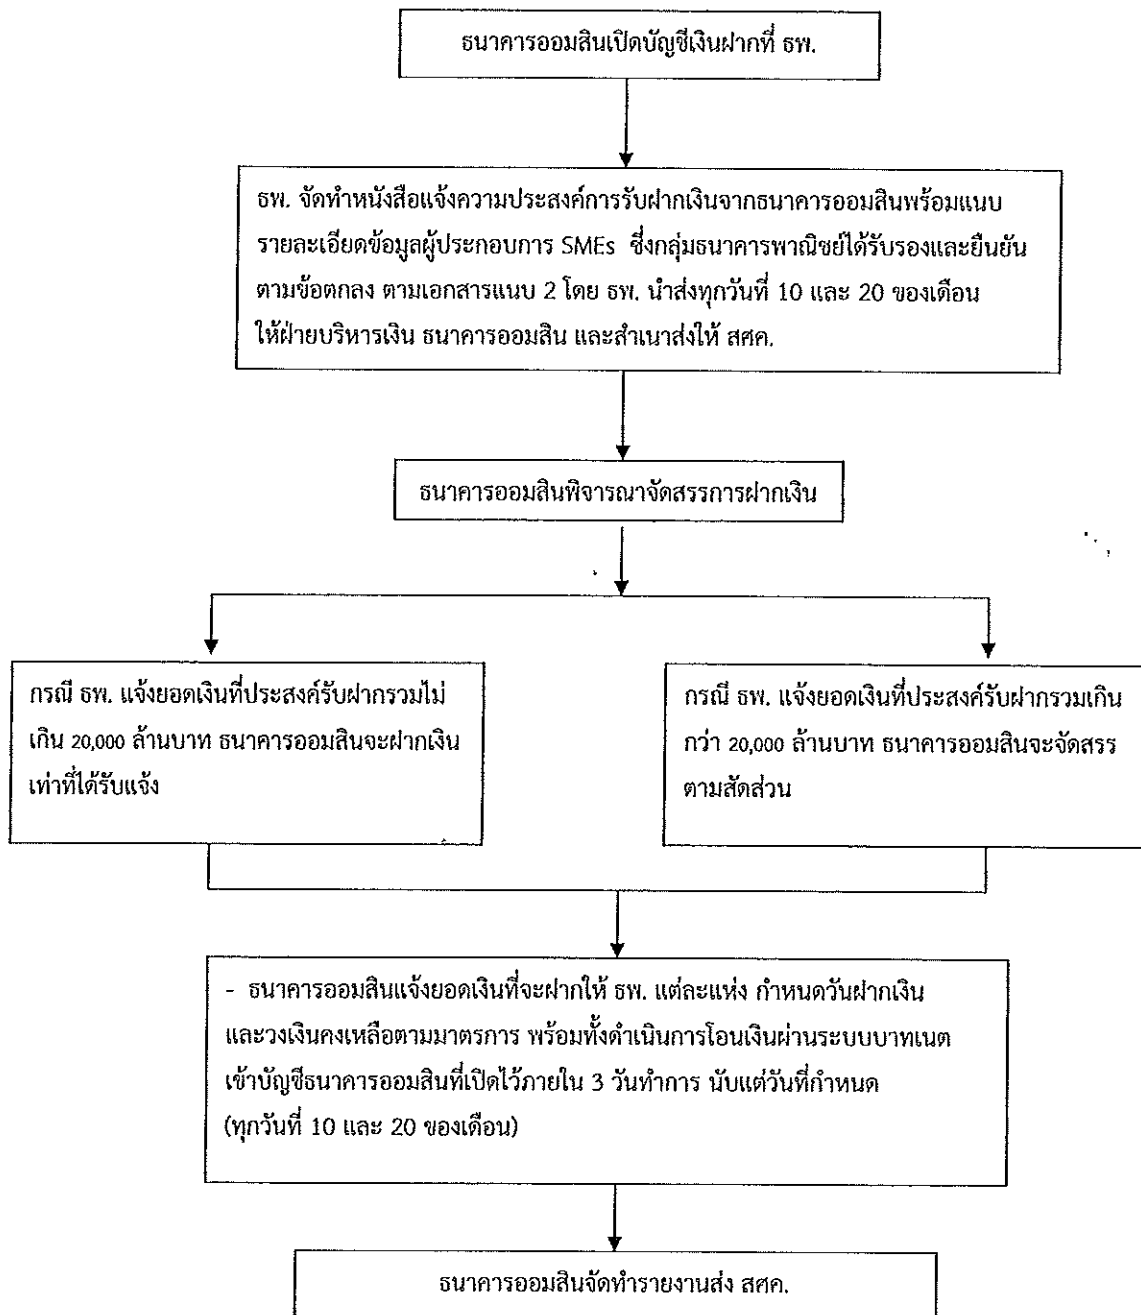 ธนาคารออมสินเปิดบัญชีเงินฝากที่ ธพ.
ธพ. จัดทำหนังสือแจ้งความประสงค์การรับฝากเงินจากธนาคารออมสินพร้อมแนบ
รายละเอียดข้อมูลผู้ประกอบการ SMEs ซึ่งกลุ่มธนาคารพาณิชย์ได้รับรองและยืนยัน
ตามข้อตกลง ตามเอกสารแนบ 2 โดย ธพ. นำส่งทุกวันที่ 10 และ 20 ของเดือน
ให้ฝ่ายบริหารเงิน ธนาคารออมสิน และสำเนาส่งให้ สศค.
ธนาคารออมสินพิจารณาจัดสรรการฝากเงิน
กรณี ธพ. แจ้งยอดเงินที่ประสงค์รับฝากรวมไม่
เกิน 20,000 ล้านบาท ธนาคารออมสินจะฝากเงิน
เท่าที่ได้รับแจ้ง
กรณี ธพ. แจ้งยอดเงินที่ประสงค์รับฝากรวมเกิน
กว่า 20,000 ล้านบาท ธนาคารออมสินจะจัดสรร
ตามสัดส่วน
- ธนาคารออมสินแจ้งยอดเงินที่จะฝากให้ ธพ. แต่ละแห่ง กำหนดวันฝากเงิน
และวงเงินคงเหลือตามมาตรการ พร้อมทั้งดำเนินการโอนเงินผ่านระบบบาทเนต
เข้าบัญชีธนาคารออมสินที่เปิดไว้ภายใน 3 วันทำการ นับแต่วันที่กำหนด
(ทุกวันที่ 10 และ 20 ของเดือน)
ธนาคารออมสินจัดทำรายงานส่ง สศค.